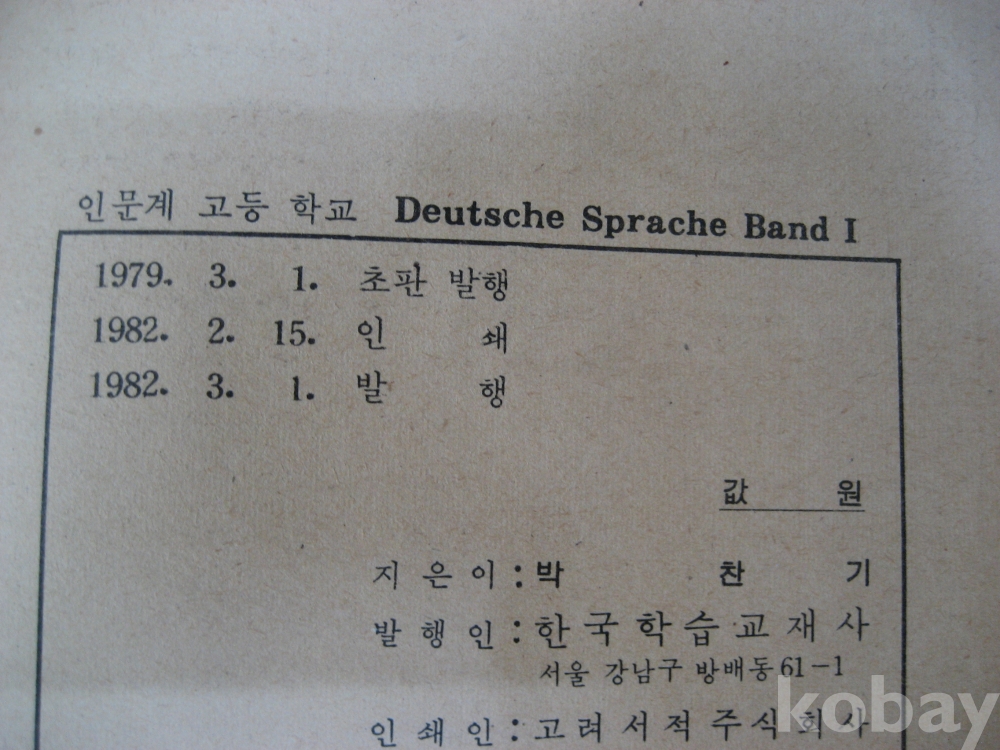 인문계 고등 학교 Deutsche Sprache Band I
1979. 3. 1. 초판 발행
1982. 2. 15. 인 쇄
1982. 3. 1. 발 행
값 원
지 은 이 : 박 찬 기
발 행 인 : 한국학습교재사
서울 강남구 방배동 61-1
인 쇄 인 : 고려서적주식회사
kobay